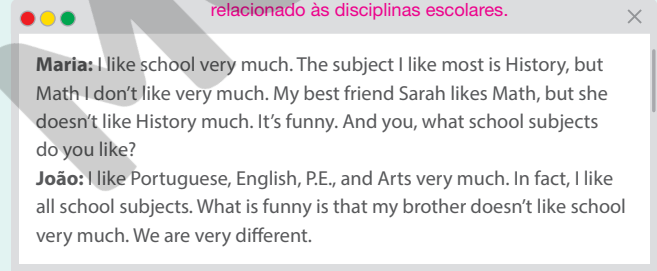 relacionado às disciplinas escolares.
Maria: I like school very much. The subject I like most is History, but
Math I don't like very much. My best friend Sarah likes Math, but she
doesn't like History much. It's funny. And you, what school subjects
do you like?
João: I like Portuguese, English, P.E., and Arts very much. In fact, I like
all school subjects. What is funny is that my brother doesn't like school
very much. We are very different.